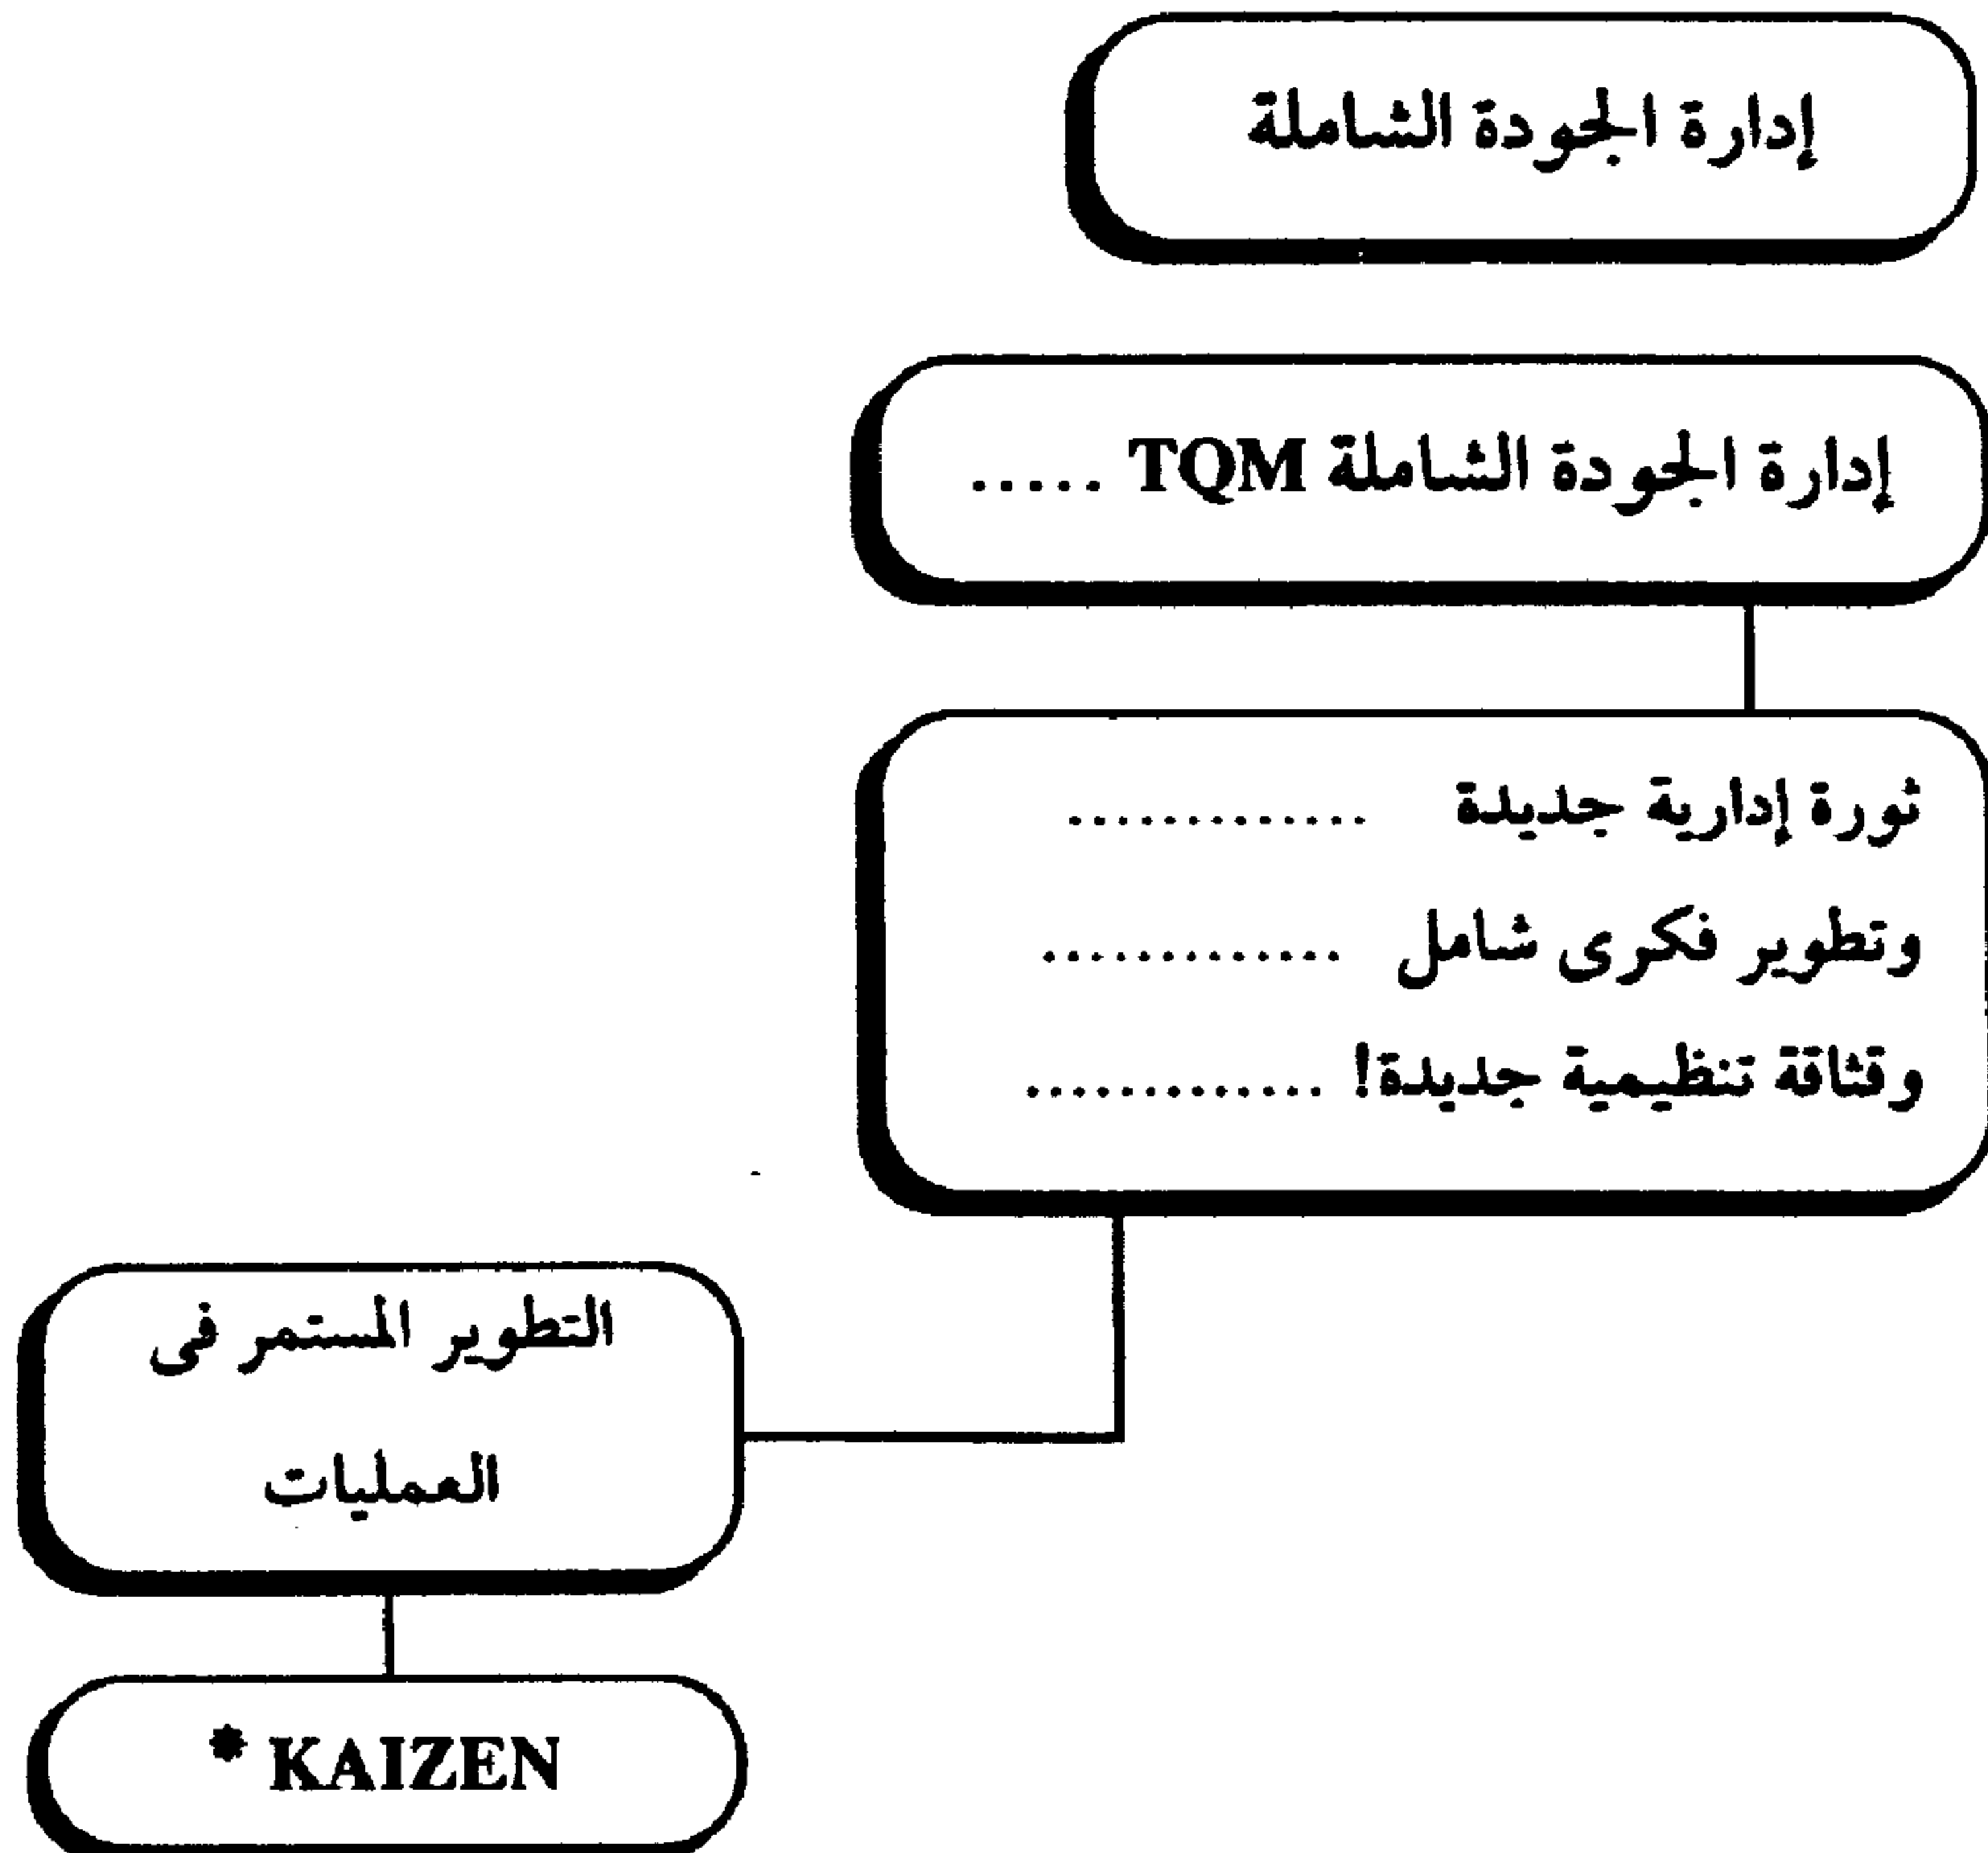 إدارة الجودة الشاملة
إدارة الجودة الشاملة TQM .....
ثورة إدارية جديدة .............
وتطوير فكرى شامل .............
وقثاقة تنظيمية جديدة! .............
التطوير المستمر فى
العمليات
KAIZEN *